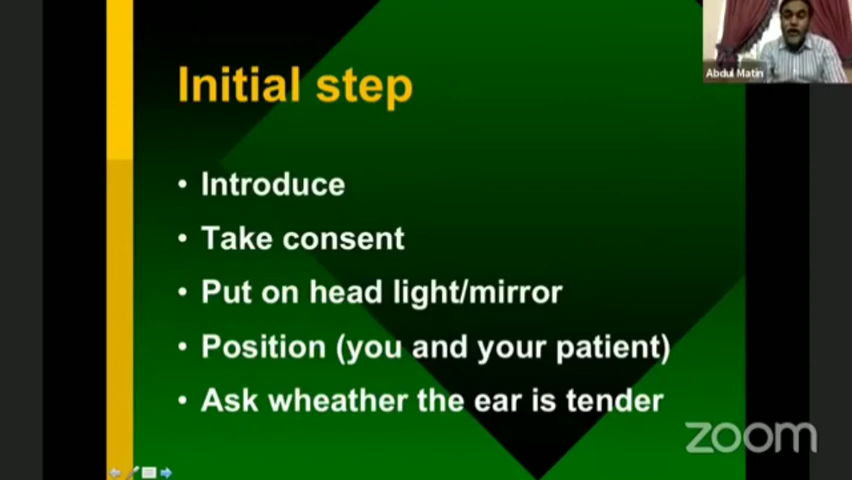 Abdul Matin
Initial step
• Introduce
• Take consent
• Put on head light/mirror
• Position (you and your patient)
• Ask wheather the ear is tender
zoom